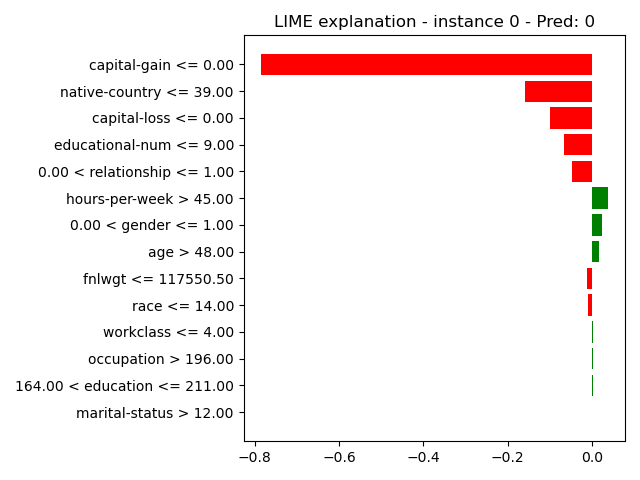 LIME explanation - instance 0 - Pred: 0
capital-gain <= 0.00
native-country <= 39.00
capital-loss <= 0.00
educational-num <= 9.00
0.00 < relationship <= 1.00
hours-per-week > 45.00
0.00 < gender <= 1.00
age > 48.00
fnlwgt <= 117550.50
race <= 14.00
workclass <= 4.00
occupation > 196.00
164.00 < education <= 211.00
marital-status > 12.00
−0.8 −0.6 −0.4 −0.2 0.0